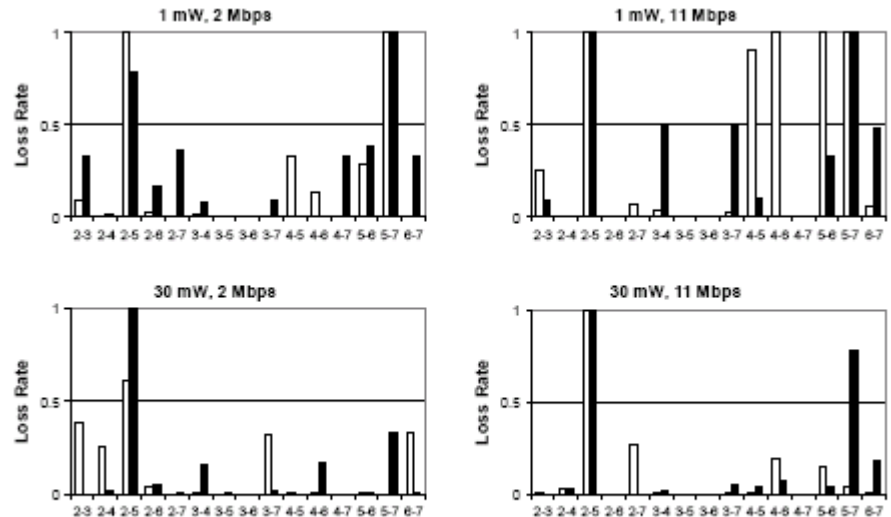 1 mW, 2 Mbps
Loss Rate
1
0.5
0
2-3 2-4 2-5 2-6 2-7 3-4 3-5 3-6 3-7 4-5 4-6 4-7 5-6 5-7 6-7
1 mW, 11 Mbps
Loss Rate
1
0.5
0
2-3 2-4 2-5 2-6 2-7 3-4 3-5 3-6 3-7 4-5 4-6 4-7 5-6 5-7 6-7
30 mW, 2 Mbps
Loss Rate
1
0.5
0
2-3 2-4 2-5 2-6 2-7 3-4 3-5 3-6 3-7 4-5 4-6 4-7 5-6 5-7 6-7
30 mW, 11 Mbps
Loss Rate
1
0.5
0
2-3 2-4 2-5 2-6 2-7 3-4 3-5 3-6 3-7 4-5 4-6 4-7 5-6 5-7 6-7